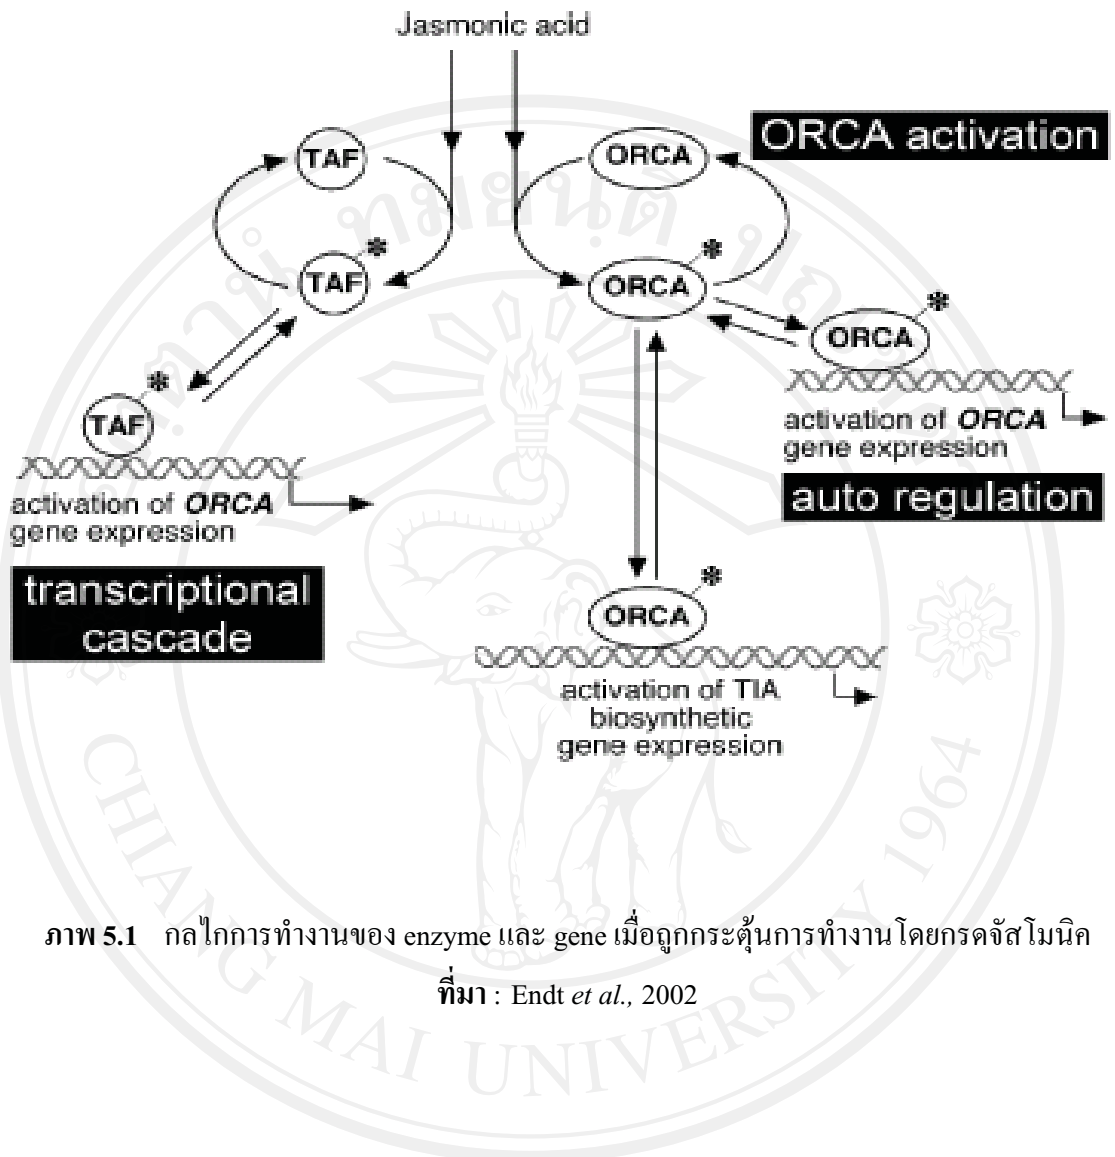 Jasmonic acid
ORCA activation
TAF
ORCA
TAF*
ORCA*
ORCA*
TAF*
activation of ORCA
gene expression
auto regulation
activation of ORCA
gene expression
transcriptional
cascade
ORCA*
activation of TIA
biosynthetic
gene expression
ภาพ 5.1 กลไกการทำงานของ enzyme และ gene เมื่อถูกกระตุ้นการทำงานโดยกรดจัสโมนิค
ที่มา : Endt et al., 2002
CHIANG MAI UNIVERSITY 1964